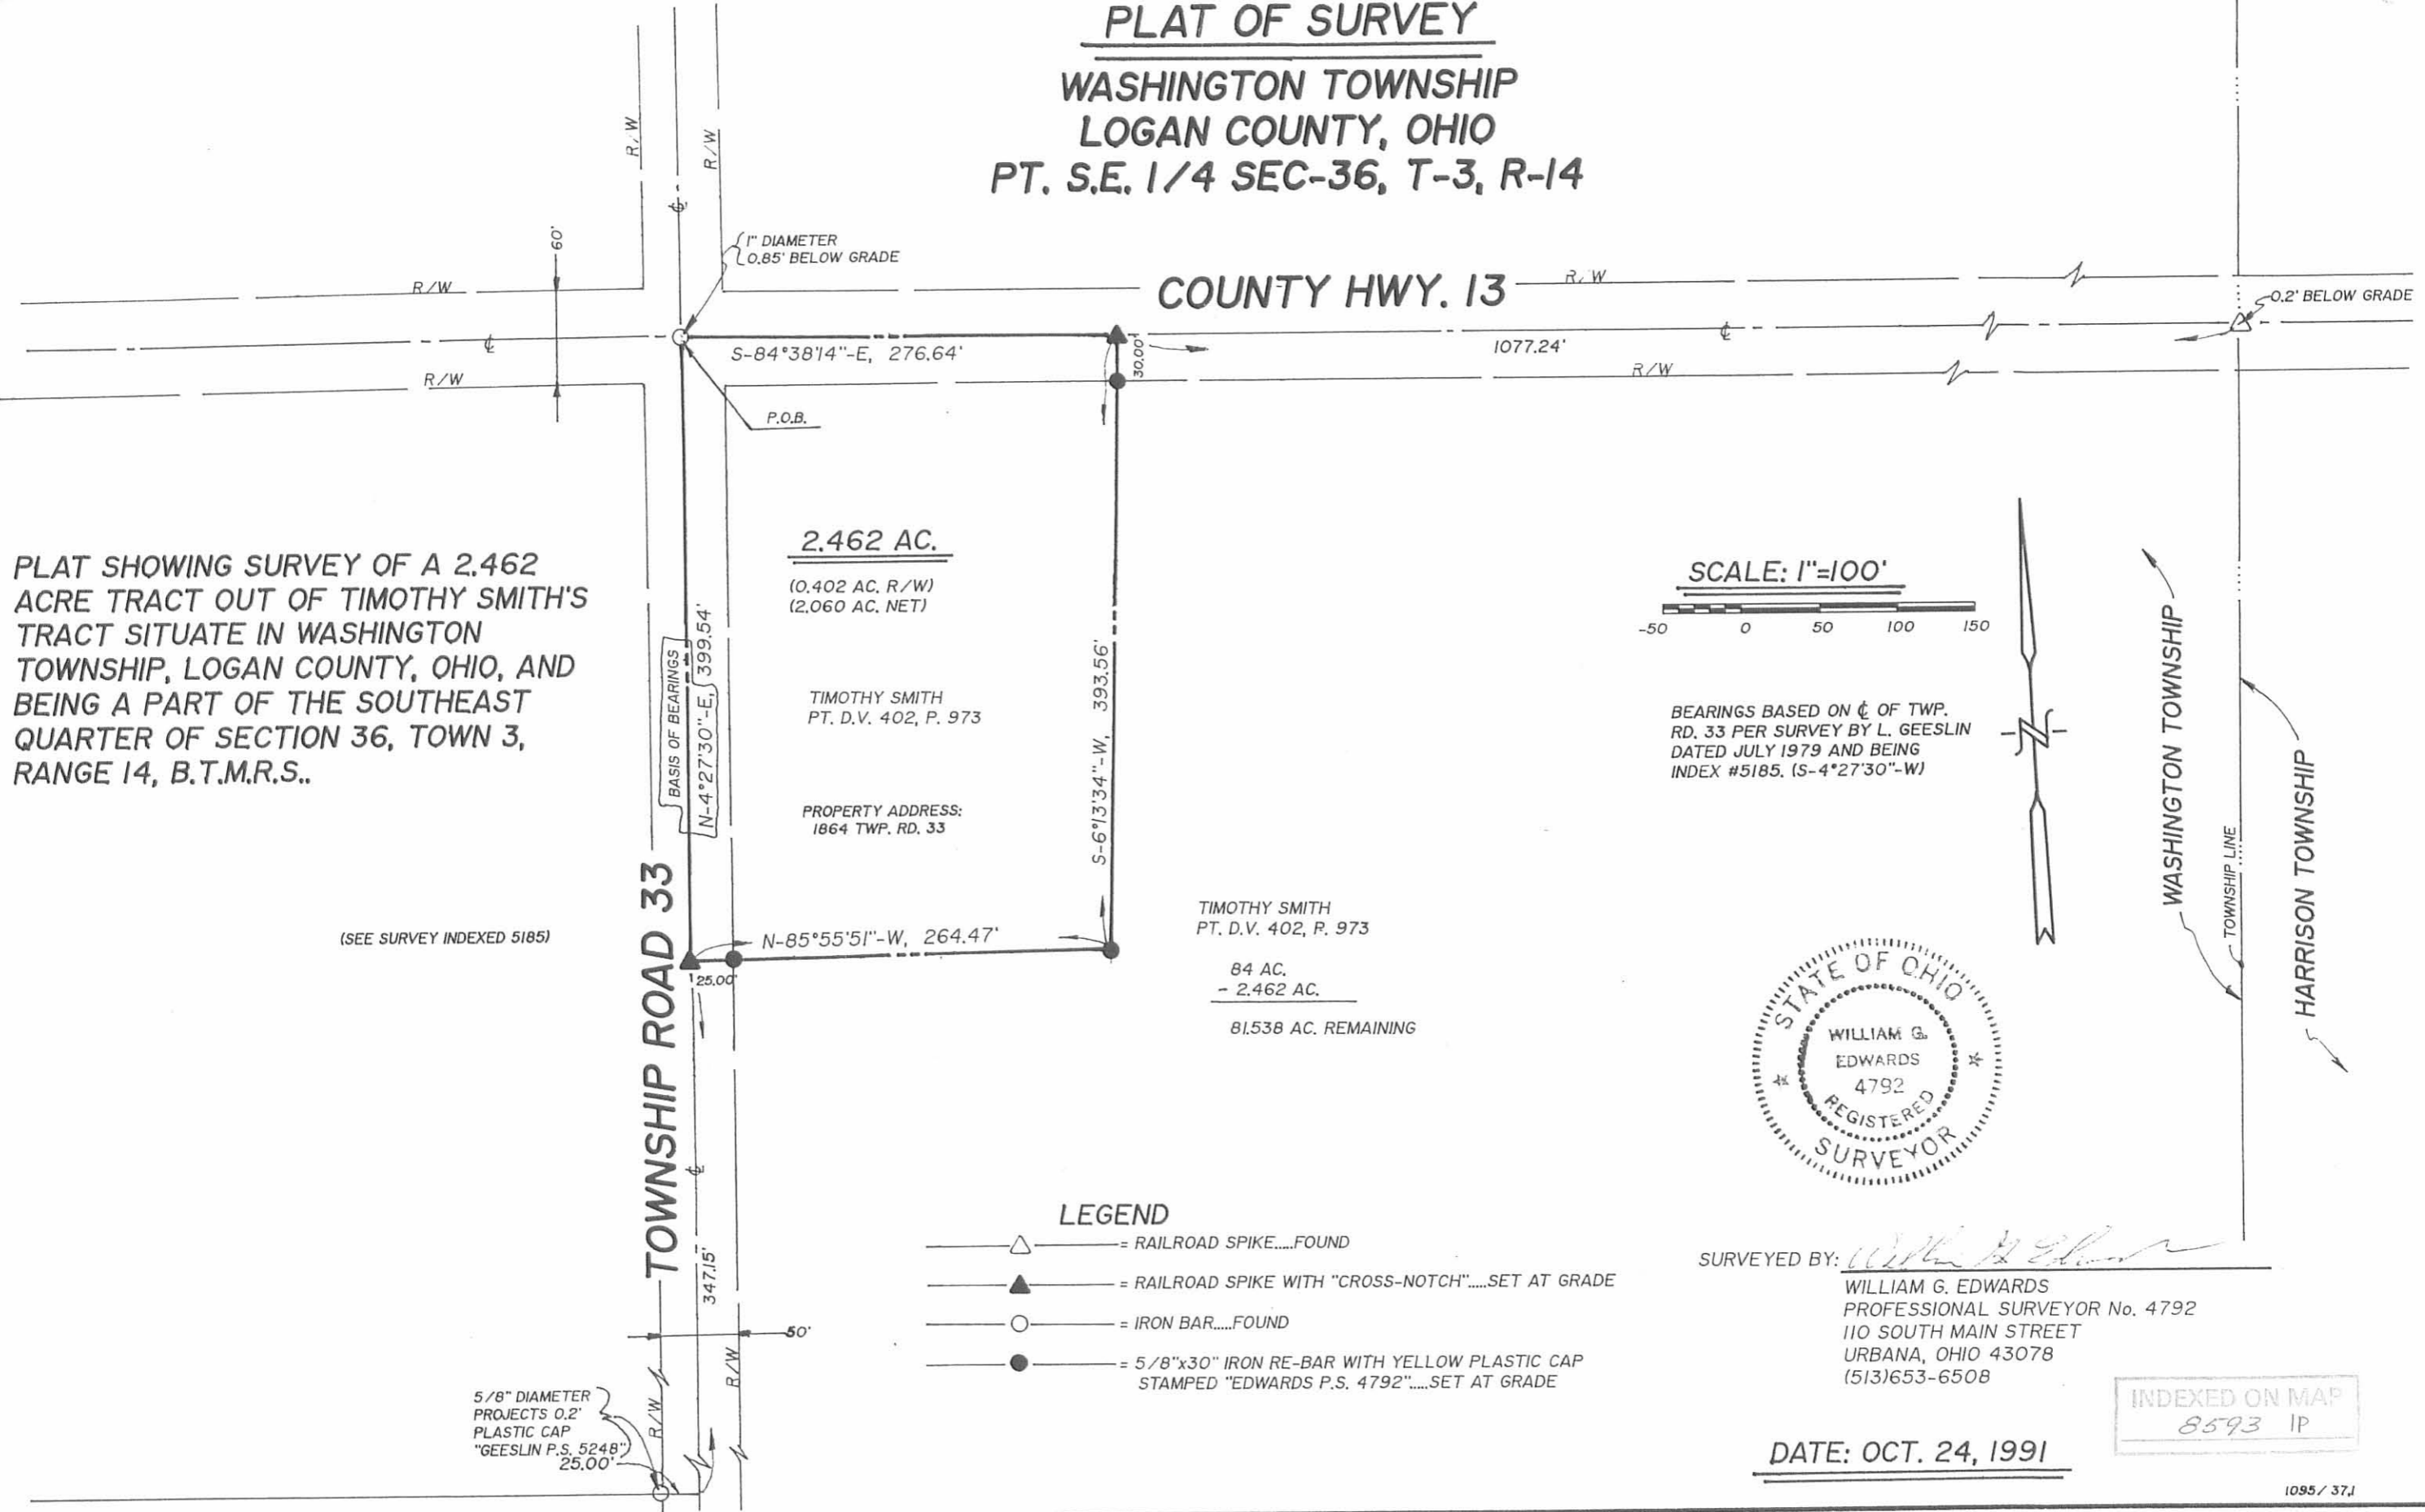 PLAT OF SURVEY
WASHINGTON TOWNSHIP
LOGAN COUNTY, OHIO
PT. S.E. 1/4 SEC-36, T-3, R-14
R/W
R/W
℄
60'
1" DIAMETER
0.85' BELOW GRADE
R/W
COUNTY HWY. 13
R/W
0.2' BELOW GRADE
℄
S-84°38'14"-E, 276.64'
30.00'
1077.24'
℄
R/W
R/W
P.O.B.
PLAT SHOWING SURVEY OF A 2.462
ACRE TRACT OUT OF TIMOTHY SMITH'S
TRACT SITUATE IN WASHINGTON
TOWNSHIP, LOGAN COUNTY, OHIO, AND
BEING A PART OF THE SOUTHEAST
QUARTER OF SECTION 36, TOWN 3,
RANGE 14, B.T.M.R.S..
(SEE SURVEY INDEXED 5185)
BASIS OF BEARINGS
N-4°27'30"-E, 399.54'
2.462 AC.
(0.402 AC. R/W)
(2.060 AC. NET)
TIMOTHY SMITH
PT. D.V. 402, P. 973
PROPERTY ADDRESS:
1864 TWP. RD. 33
S-6°13'34"-W, 393.56'
N-85°55'51"-W, 264.47'
25.00'
TOWNSHIP ROAD 33
TIMOTHY SMITH
PT. D.V. 402, P. 973
84 AC.
- 2.462 AC.
81.538 AC. REMAINING
SCALE: 1"=100'
-50 0 50 100 150
BEARINGS BASED ON ℄ OF TWP.
RD. 33 PER SURVEY BY L. GEESLIN
DATED JULY 1979 AND BEING
INDEX #5185. (S-4°27'30"-W)
N
WASHINGTON TOWNSHIP
TOWNSHIP LINE
HARRISON TOWNSHIP
STATE OF OHIO
WILLIAM G.
EDWARDS
4792
REGISTERED
SURVEYOR
℄
347.15'
50'
R/W
R/W
5/8" DIAMETER
PROJECTS 0.2'
PLASTIC CAP
"GEESLIN P.S. 5248"
25.00'
LEGEND
= RAILROAD SPIKE.....FOUND
= RAILROAD SPIKE WITH "CROSS-NOTCH".....SET AT GRADE
= IRON BAR.....FOUND
= 5/8"x30" IRON RE-BAR WITH YELLOW PLASTIC CAP
STAMPED "EDWARDS P.S. 4792".....SET AT GRADE
SURVEYED BY:
WILLIAM G. EDWARDS
PROFESSIONAL SURVEYOR No. 4792
110 SOUTH MAIN STREET
URBANA, OHIO 43078
(513)653-6508
INDEXED ON MAP
8593 1P
DATE: OCT. 24, 1991
1095/ 37,1